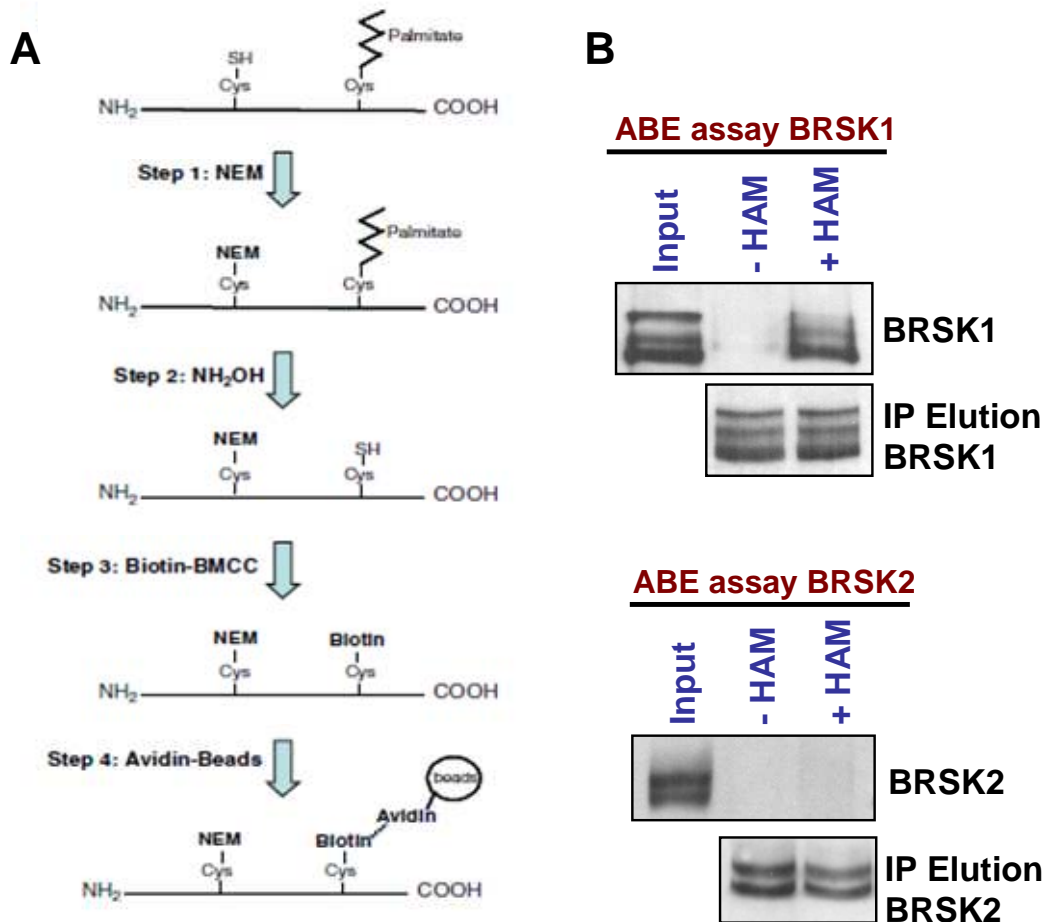 A
Palmitate
SH
Cys
Cys
NH2
COOH
Step 1: NEM
Palmitate
NEM
Cys
Cys
NH2
COOH
Step 2: NH2OH
NEM
SH
Cys
Cys
NH2
COOH
Step 3: Biotin-BMCC
NEM
Biotin
Cys
Cys
NH2
COOH
Step 4: Avidin-Beads
beads
Avidin
NEM
Biotin
Cys
Cys
NH2
COOH
B
ABE assay BRSK1
Input
- HAM
+ HAM
BRSK1
IP Elution
BRSK1
ABE assay BRSK2
Input
- HAM
+ HAM
BRSK2
IP Elution
BRSK2